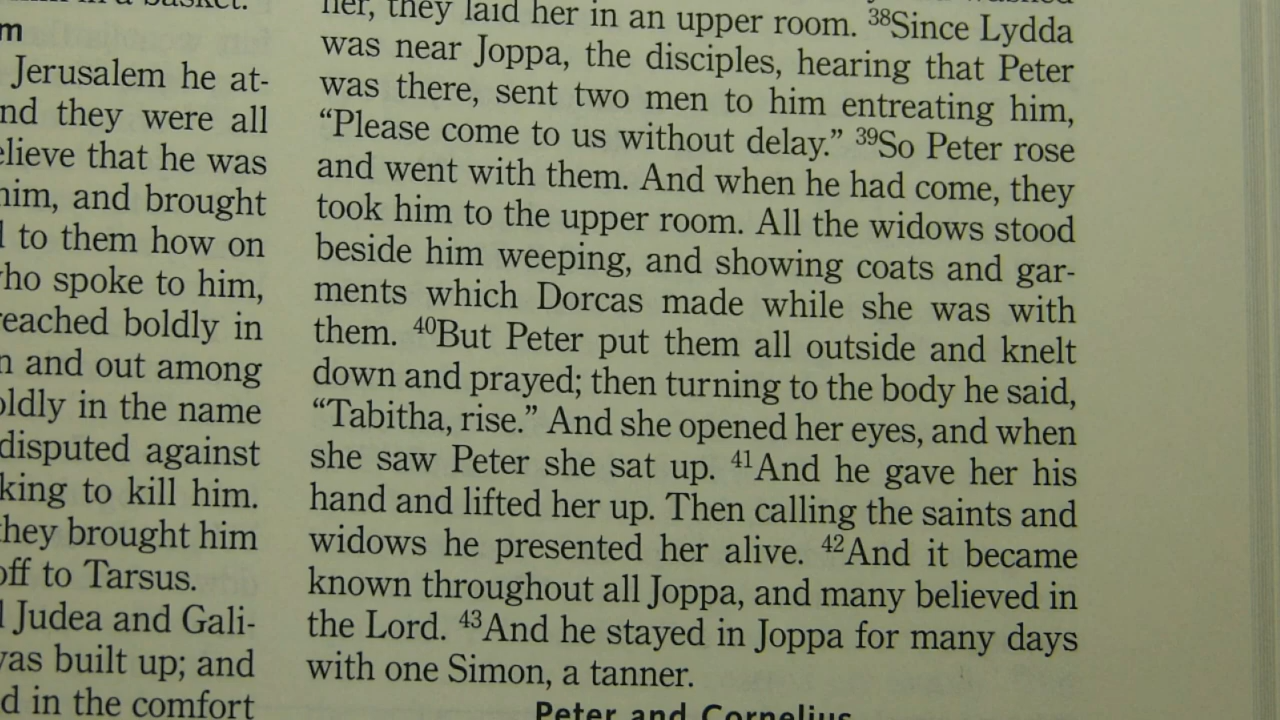 m
Jerusalem he at-
nd they were all
elieve that he was
him, and brought
to them how on
who spoke to him,
reached boldly in
n and out among
oldly in the name
disputed against
king to kill him.
they brought him
off to Tarsus.
Judea and Gali-
was built up; and
d in the comfort
her, they laid her in an upper room. 38Since Lydda
was near Joppa, the disciples, hearing that Peter
was there, sent two men to him entreating him,
“Please come to us without delay.” 39So Peter rose
and went with them. And when he had come, they
took him to the upper room. All the widows stood
beside him weeping, and showing coats and gar-
ments which Dorcas made while she was with
them. 40But Peter put them all outside and knelt
down and prayed; then turning to the body he said,
“Tabitha, rise.” And she opened her eyes, and when
she saw Peter she sat up. 41And he gave her his
hand and lifted her up. Then calling the saints and
widows he presented her alive. 42And it became
known throughout all Joppa, and many believed in
the Lord. 43And he stayed in Joppa for many days
with one Simon, a tanner.
Peter and Cornelius